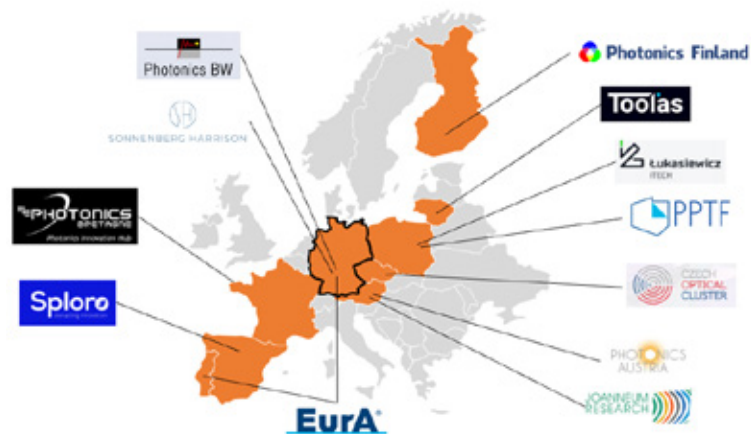 Photonics BW
SH
SONNENBERG HARRISON
PHOTONICS
BRETAGNE
Photonics Innovation Hub
Sploro
EurA
Photonics Finland
Toolas
Łukasiewicz
ITECH
PPTF
CZECH
OPTICAL
CLUSTER
PHOTONICS
AUSTRIA
JOANNEUM
RESEARCH